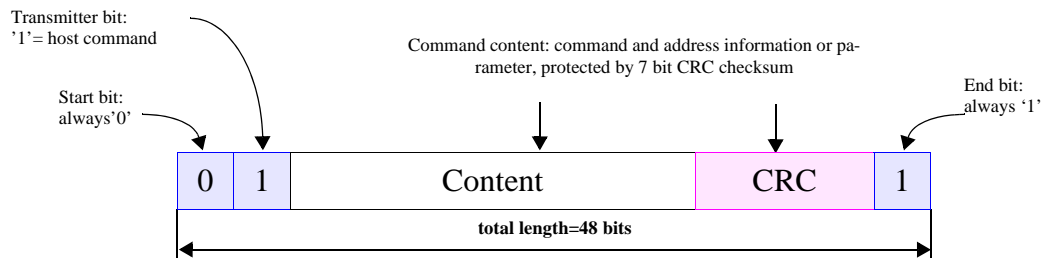 Transmitter bit:
’1’= host command
Command content: command and address information or pa-
rameter, protected by 7 bit CRC checksum
Start bit:
always’0’
End bit:
always ‘1’
0 1 Content CRC 1
total length=48 bits